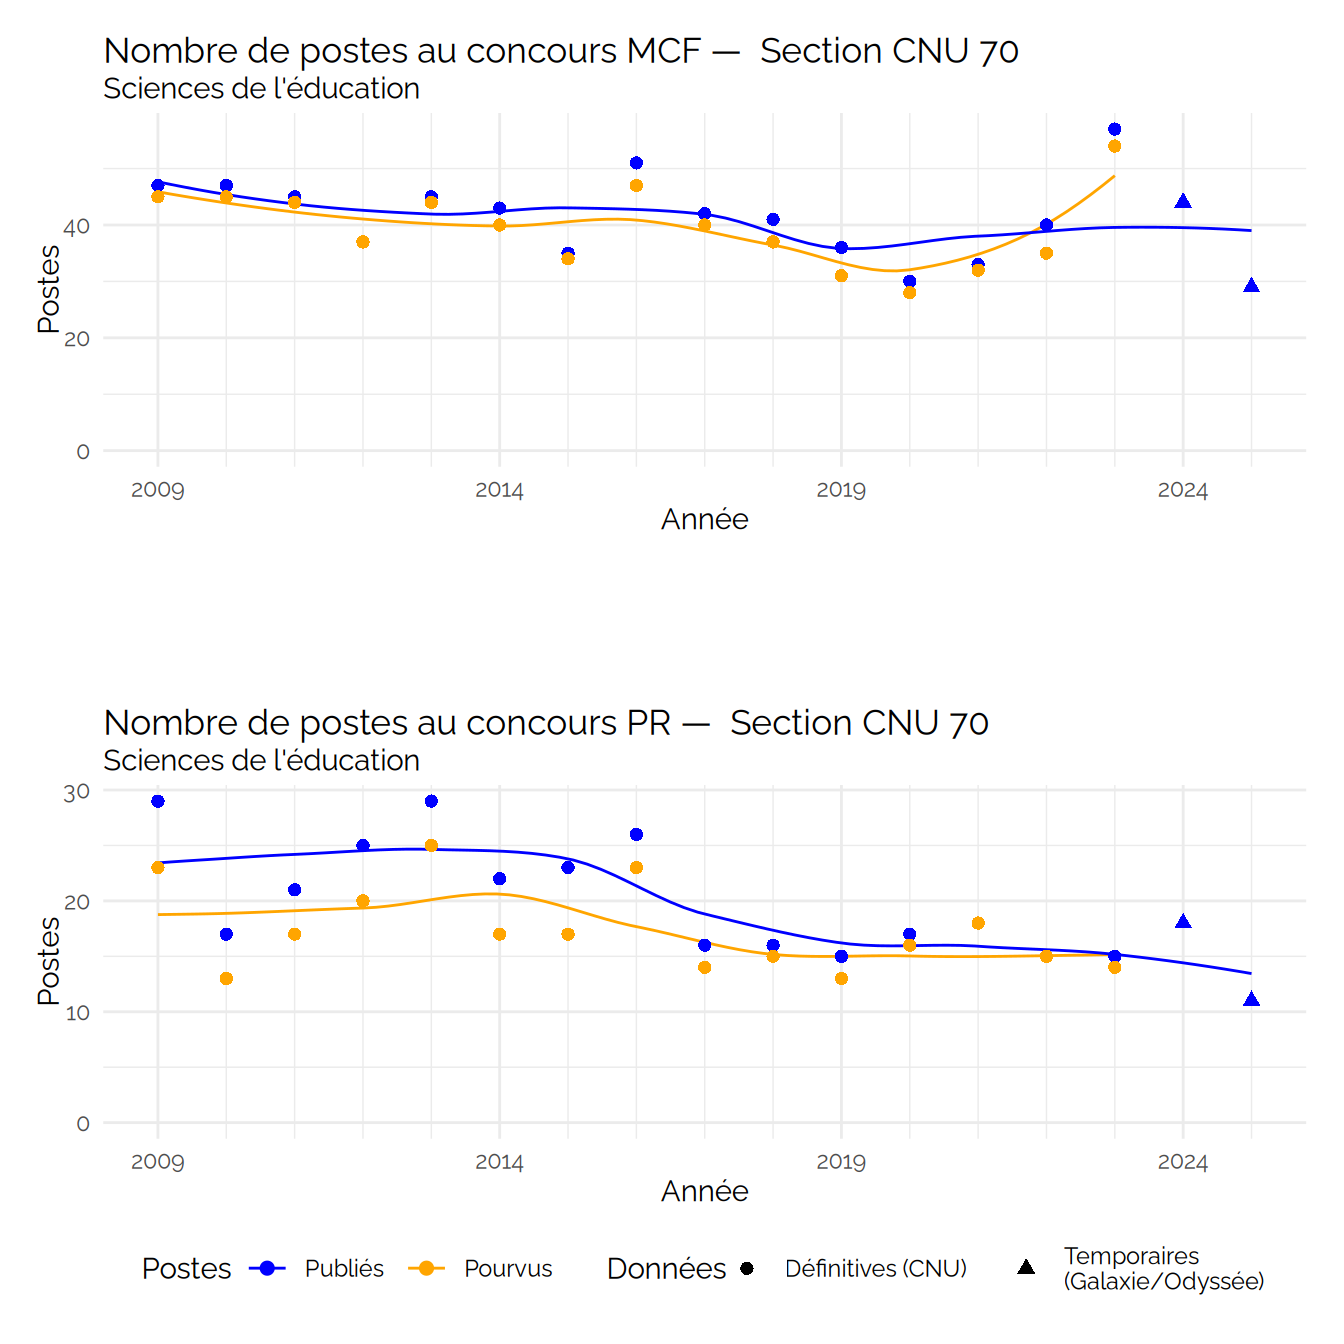 Nombre de postes au concours MCF — Section CNU 70
Sciences de l'éducation
Postes
40
20
0
2009 2014 2019 2024
Année
Nombre de postes au concours PR — Section CNU 70
Sciences de l'éducation
Postes
30
20
10
0
2009 2014 2019 2024
Année
Postes Publiés Pourvus Données Définitives (CNU) Temporaires
(Galaxie/Odyssée)